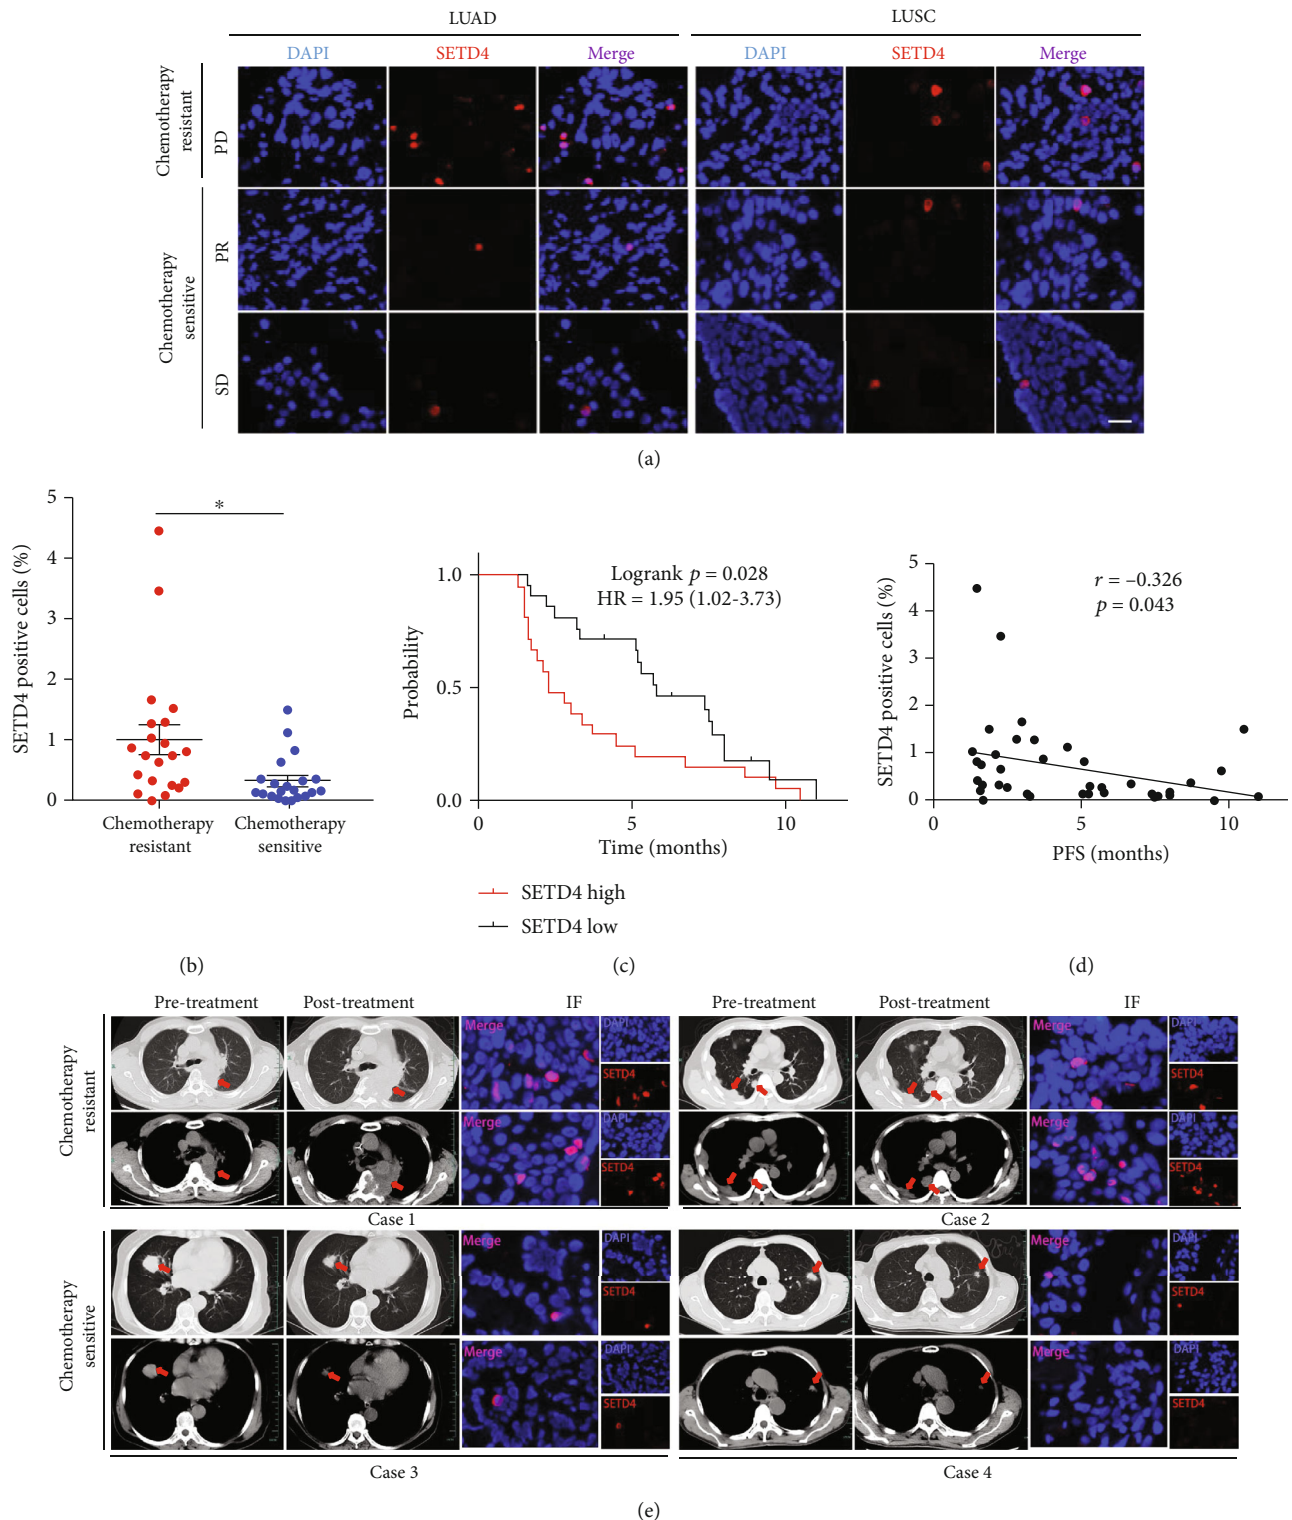 LUAD LUSC
DAPI SETD4 Merge DAPI SETD4 Merge
Chemotherapy
resistant
PD
Chemotherapy
sensitive
PR
SD
(a)
SETD4 positive cells (%)
5
4
3
2
1
0
*
Chemotherapy
resistant
Chemotherapy
sensitive
(b)
Probability
1.0
0.5
0.0
Logrank p = 0.028
HR = 1.95 (1.02-3.73)
0 5 10
Time (months)
SETD4 high
SETD4 low
(c)
SETD4 positive cells (%)
5
4
3
2
1
0
r = –0.326
p = 0.043
0 5 10
PFS (months)
(d)
Pre-treatment Post-treatment IF Pre-treatment Post-treatment IF
Chemotherapy
resistant
Merge DAPI Merge DAPI
SETD4 SETD4
Merge DAPI Merge DAPI
SETD4 SETD4
Case 1 Case 2
Chemotherapy
sensitive
Merge DAPI Merge DAPI
SETD4 SETD4
Merge DAPI Merge DAPI
SETD4 SETD4
Case 3 Case 4
(e)